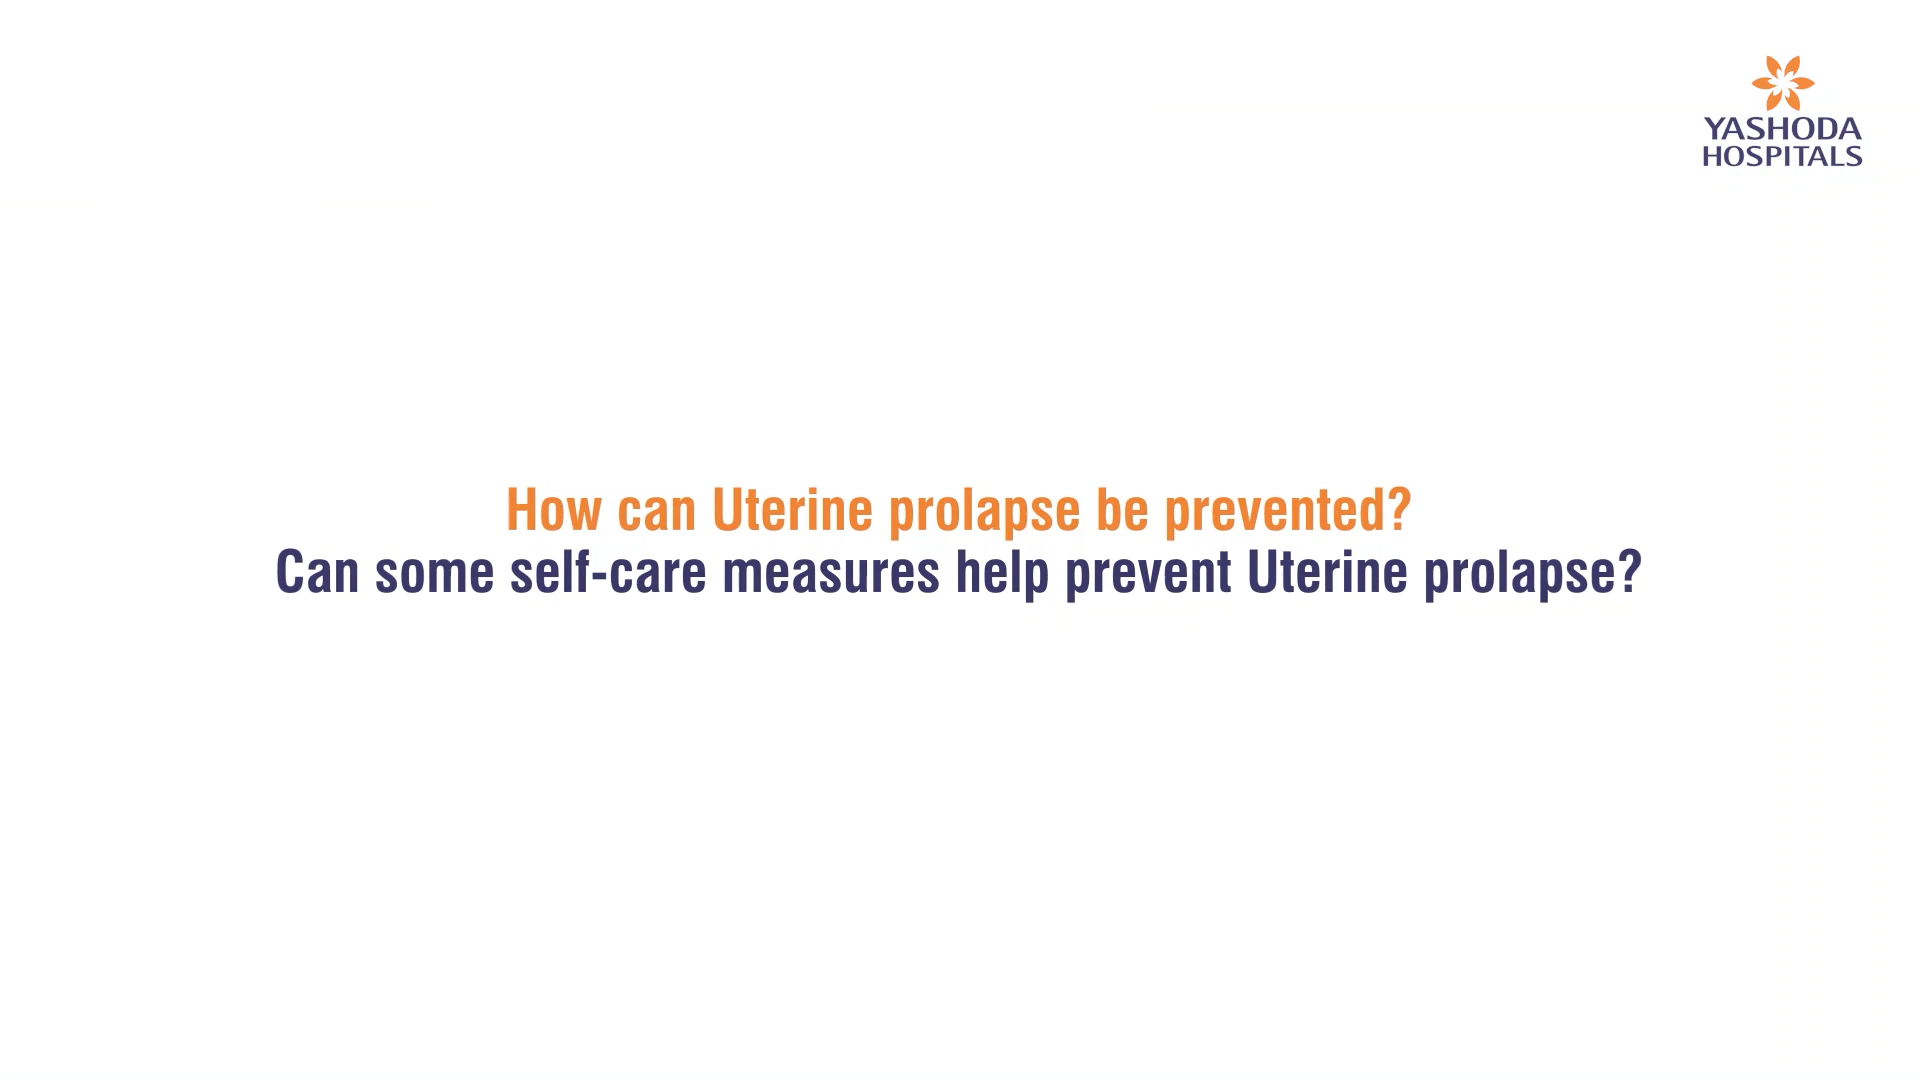 YASHODA
HOSPITALS
How can Uterine prolapse be prevented?
Can some self-care measures help prevent Uterine prolapse?